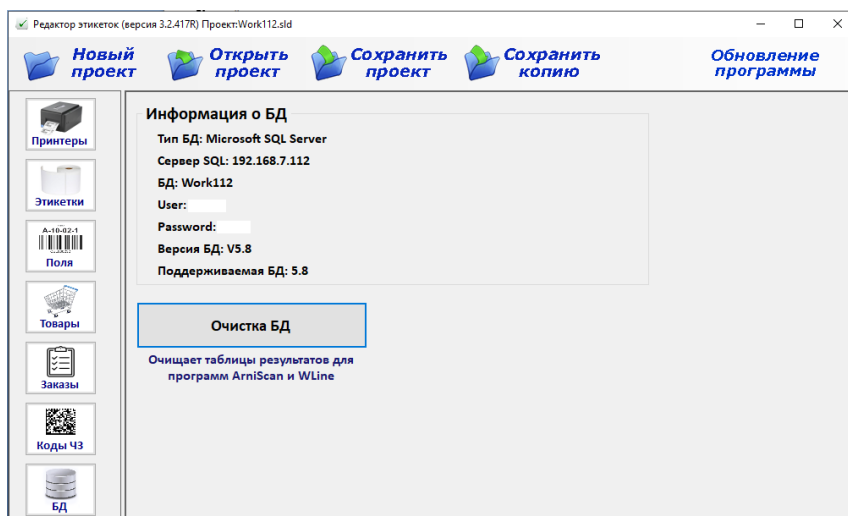 Редактор этикеток (версия 3.2.417R) Проект:Work112.sld
Новый проект
Открыть проект
Сохранить проект
Сохранить копию
Обновление программы
Принтеры
Этикетки
A-10-02-1
Поля
Товары
Заказы
Коды ЧЗ
БД
Информация о БД
Тип БД: Microsoft SQL Server
Сервер SQL: 192.168.7.112
БД: Work112
User:
Password:
Версия БД: V5.8
Поддерживаемая БД: 5.8
Очистка БД
Очищает таблицы результатов для
программ ArniScan и WLine